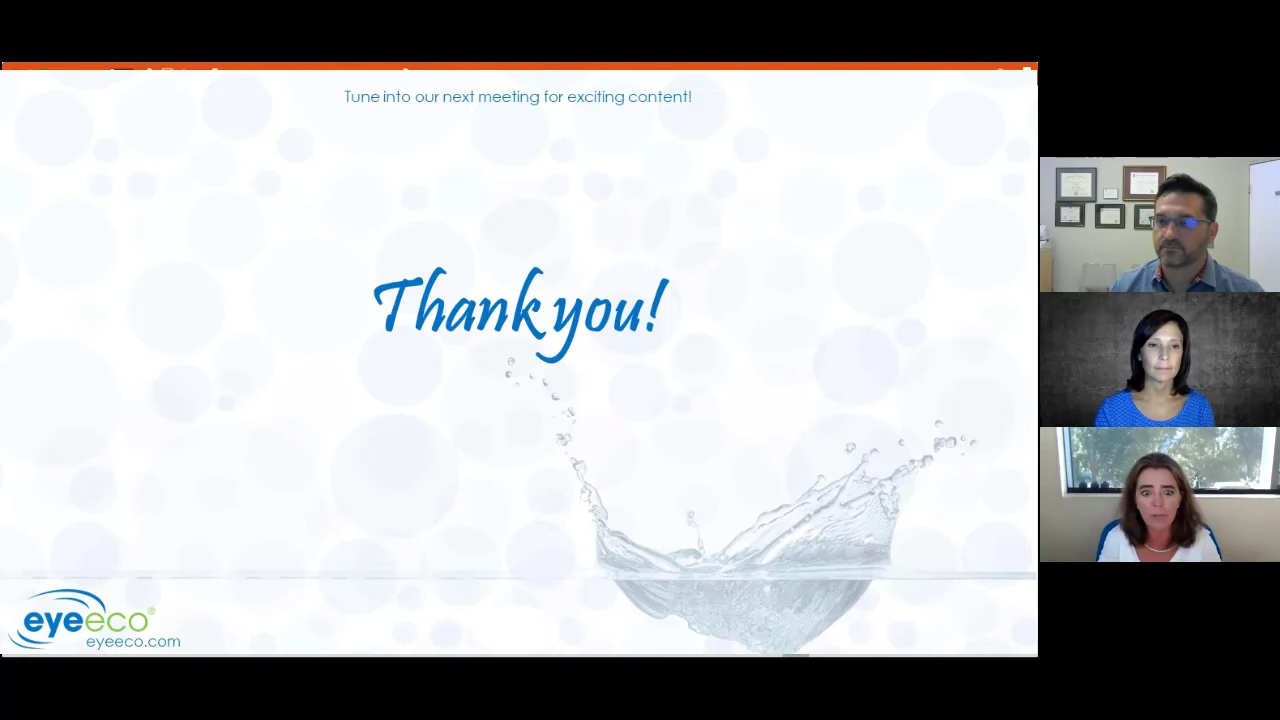 Tune into our next meeting for exciting content!
Thank you!
eyeeco®
eyeeco.com